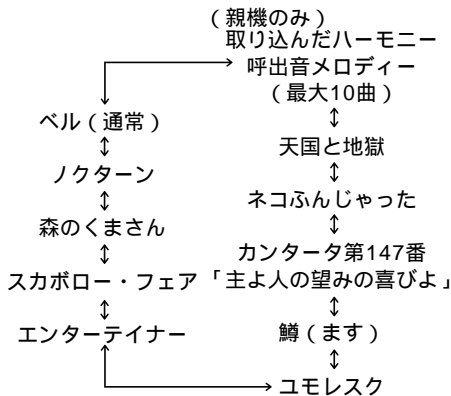 （親機のみ）
取り込んだハーモニー
呼出音メロディー
（最大10曲）
ベル（通常）
ノクターン
森のくまさん
スカボロー・フェア
エンターテイナー
天国と地獄
ネコふんじゃった
カンタータ第147番
「主よ人の望みの喜びよ」
鱒（ます）
ユモレスク